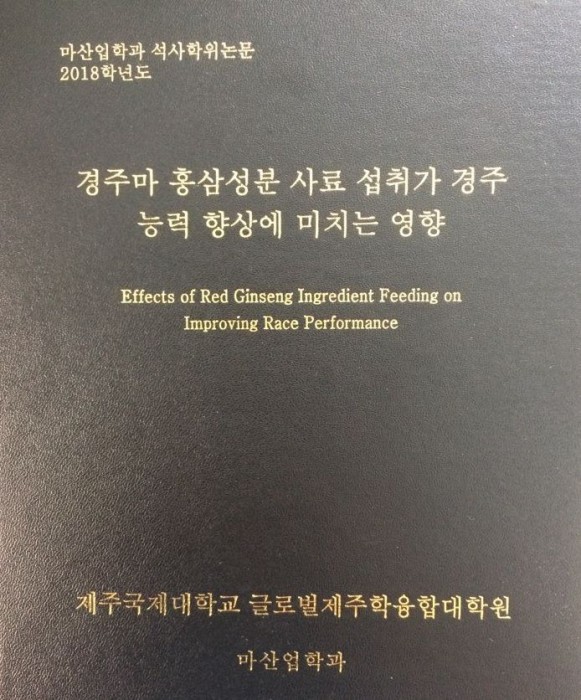 마산업학과 석사학위논문
2018학년도
경주마 홍삼성분 사료 섭취가 경주
능력 향상에 미치는 영향
Effects of Red Ginseng Ingredient Feeding on
Improving Race Performance
제주국제대학교 글로벌제주학융합대학원
마산업학과